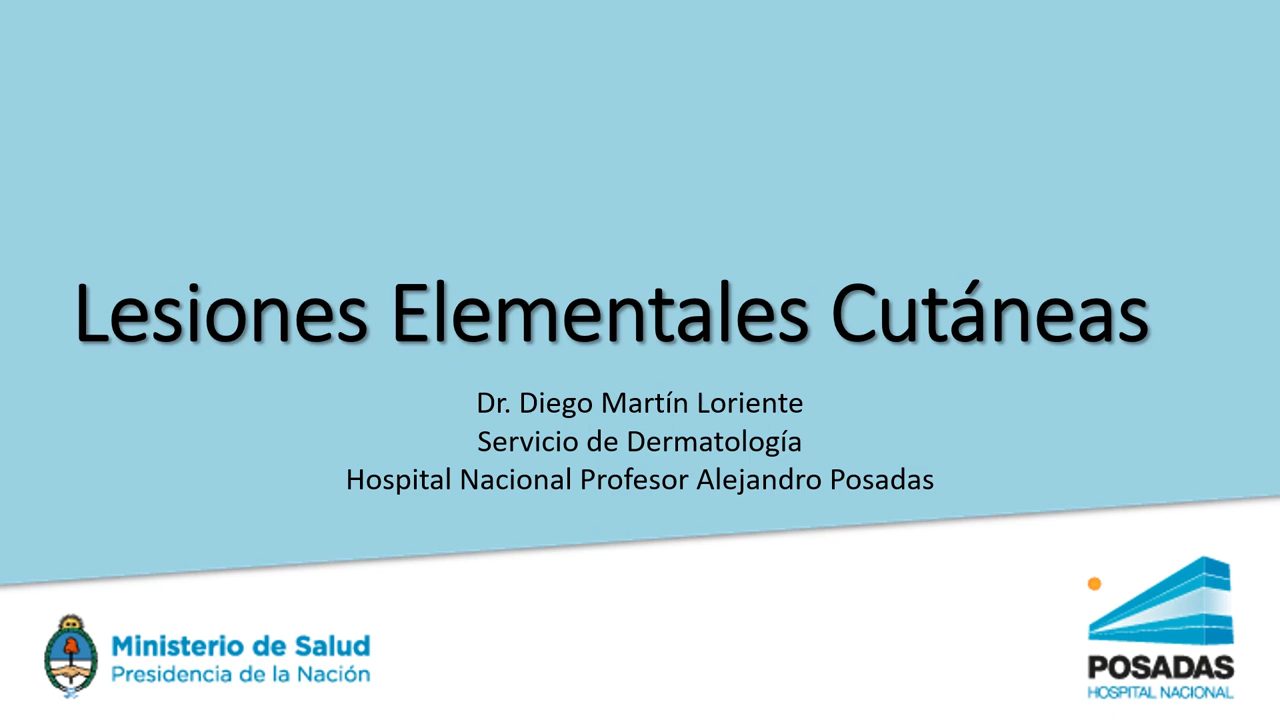 Lesiones Elementales Cutáneas
Dr. Diego Martín Loriente
Servicio de Dermatología
Hospital Nacional Profesor Alejandro Posadas
Ministerio de Salud
Presidencia de la Nación
POSADAS
HOSPITAL NACIONAL